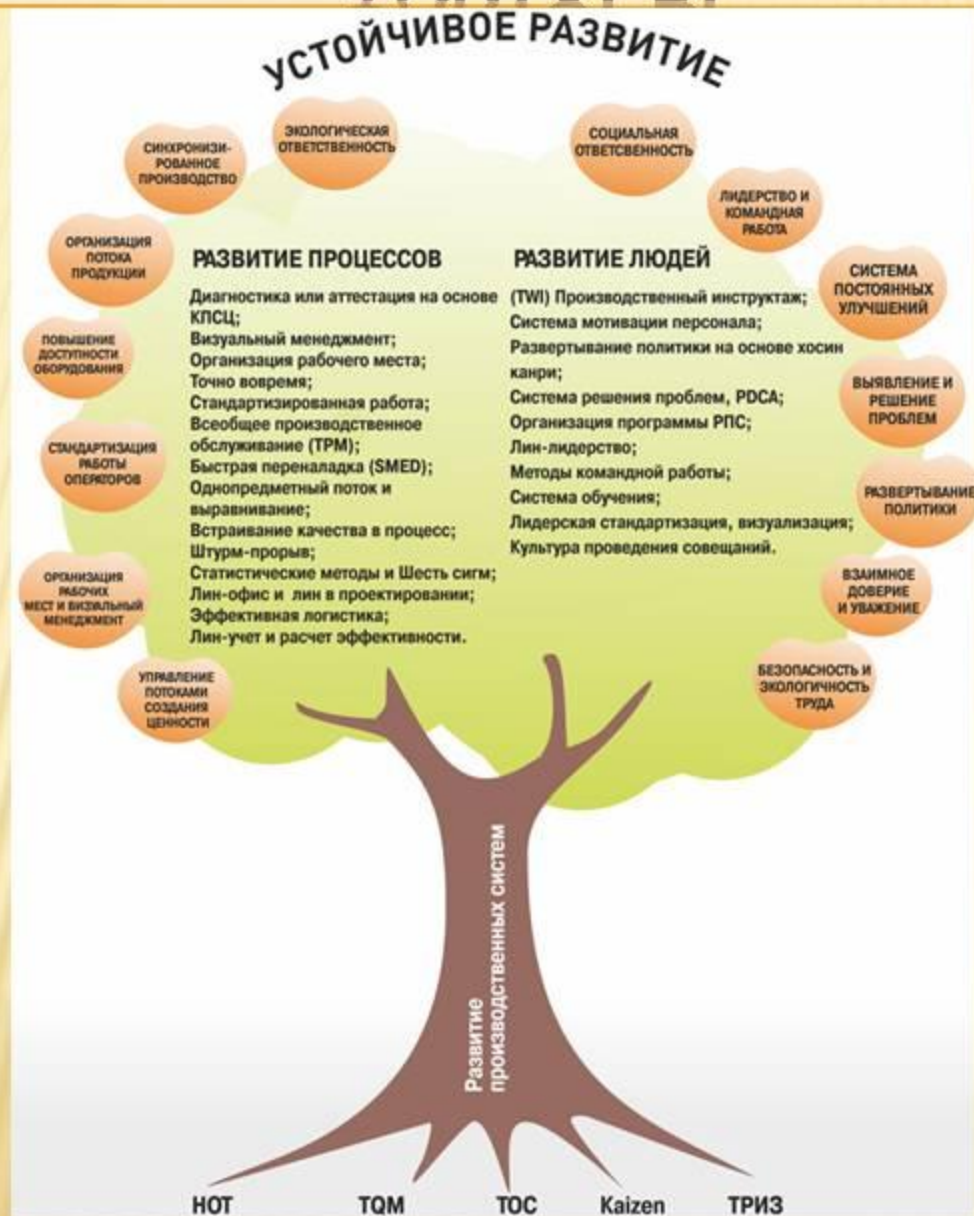 УСТОЙЧИВОЕ РАЗВИТИЕ
ЭКОЛОГИЧЕСКАЯ
ОТВЕТСТВЕННОСТЬ
СОЦИАЛЬНАЯ
ОТВЕТСВЕННОСТЬ
СИНХРОНИЗИ-
РОВАННОЕ
ПРОИЗВОДСТВО
ЛИДЕРСТВО И
КОМАНДНАЯ
РАБОТА
ОРГАНИЗАЦИЯ
ПОТОКА
ПРОДУКЦИИ
СИСТЕМА
ПОСТОЯННЫХ
УЛУЧШЕНИЙ
ПОВЫШЕНИЕ
ДОСТУПНОСТИ
ОБОРУДОВАНИЯ
ВЫЯВЛЕНИЕ И
РЕШЕНИЕ
ПРОБЛЕМ
СТАНДАРТИЗАЦИЯ
РАБОТЫ
ОПЕРАТОРОВ
РАЗВЕРТЫВАНИЕ
ПОЛИТИКИ
ОРГАНИЗАЦИЯ
РАБОЧИХ
МЕСТ И ВИЗУАЛЬНЫЙ
МЕНЕДЖМЕНТ
ВЗАИМНОЕ
ДОВЕРИЕ
И УВАЖЕНИЕ
УПРАВЛЕНИЕ
ПОТОКАМИ
СОЗДАНИЯ
ЦЕННОСТИ
БЕЗОПАСНОСТЬ И
ЭКОЛОГИЧНОСТЬ
ТРУДА
РАЗВИТИЕ ПРОЦЕССОВ
Диагностика или аттестация на основе
КПСЦ;
Визуальный менеджмент;
Организация рабочего места;
Точно вовремя;
Стандартизированная работа;
Всеобщее производственное
обслуживание (ТРМ);
Быстрая переналадка (SMED);
Однопредметный поток и
выравнивание;
Встраивание качества в процесс;
Штурм-прорыв;
Статистические методы и Шесть сигм;
Лин-офис и лин в проектировании;
Эффективная логистика;
Лин-учет и расчет эффективности.
РАЗВИТИЕ ЛЮДЕЙ
(TWI) Производственный инструктаж;
Система мотивации персонала;
Развертывание политики на основе хосин
канри;
Система решения проблем, PDCA;
Организация программы РПС;
Лин-лидерство;
Методы командной работы;
Система обучения;
Лидерская стандартизация, визуализация;
Культура проведения совещаний.
Развитие
производственных систем
НОТ TQM ТОС Kaizen ТРИЗ